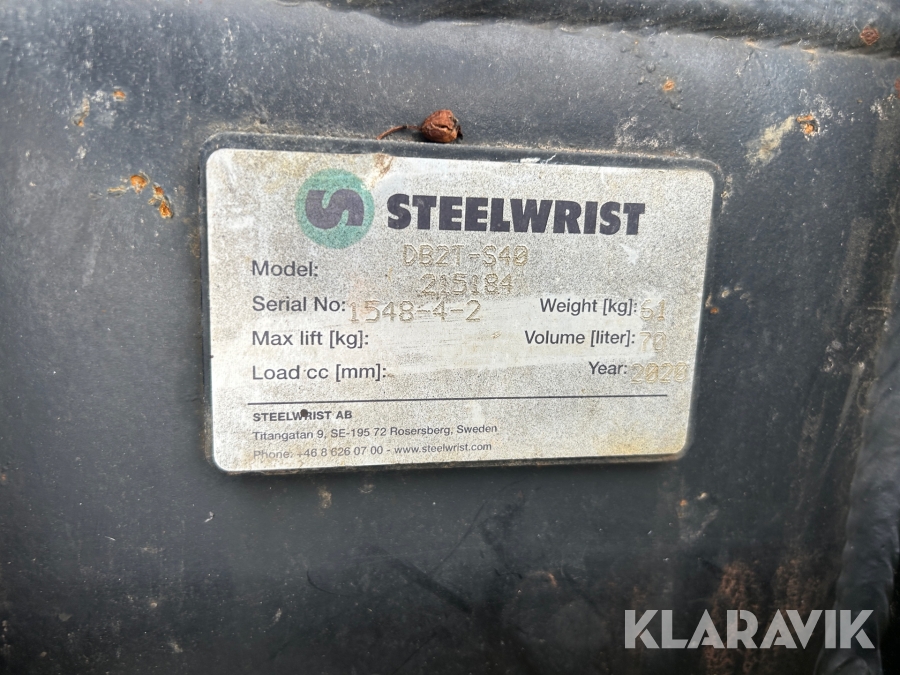 STEELWRIST
Model: DB2T-S40
215184
Serial No: 1548-4-2 Weight [kg]: 61
Max lift [kg]: Volume [liter]: 70
Load cc [mm]: Year: 2020
STEELWRIST AB
Titangatan 9, SE-195 72 Rosersberg, Sweden
Phone: +46 8 626 07 00 - www.steelwrist.com
KLARAVIK